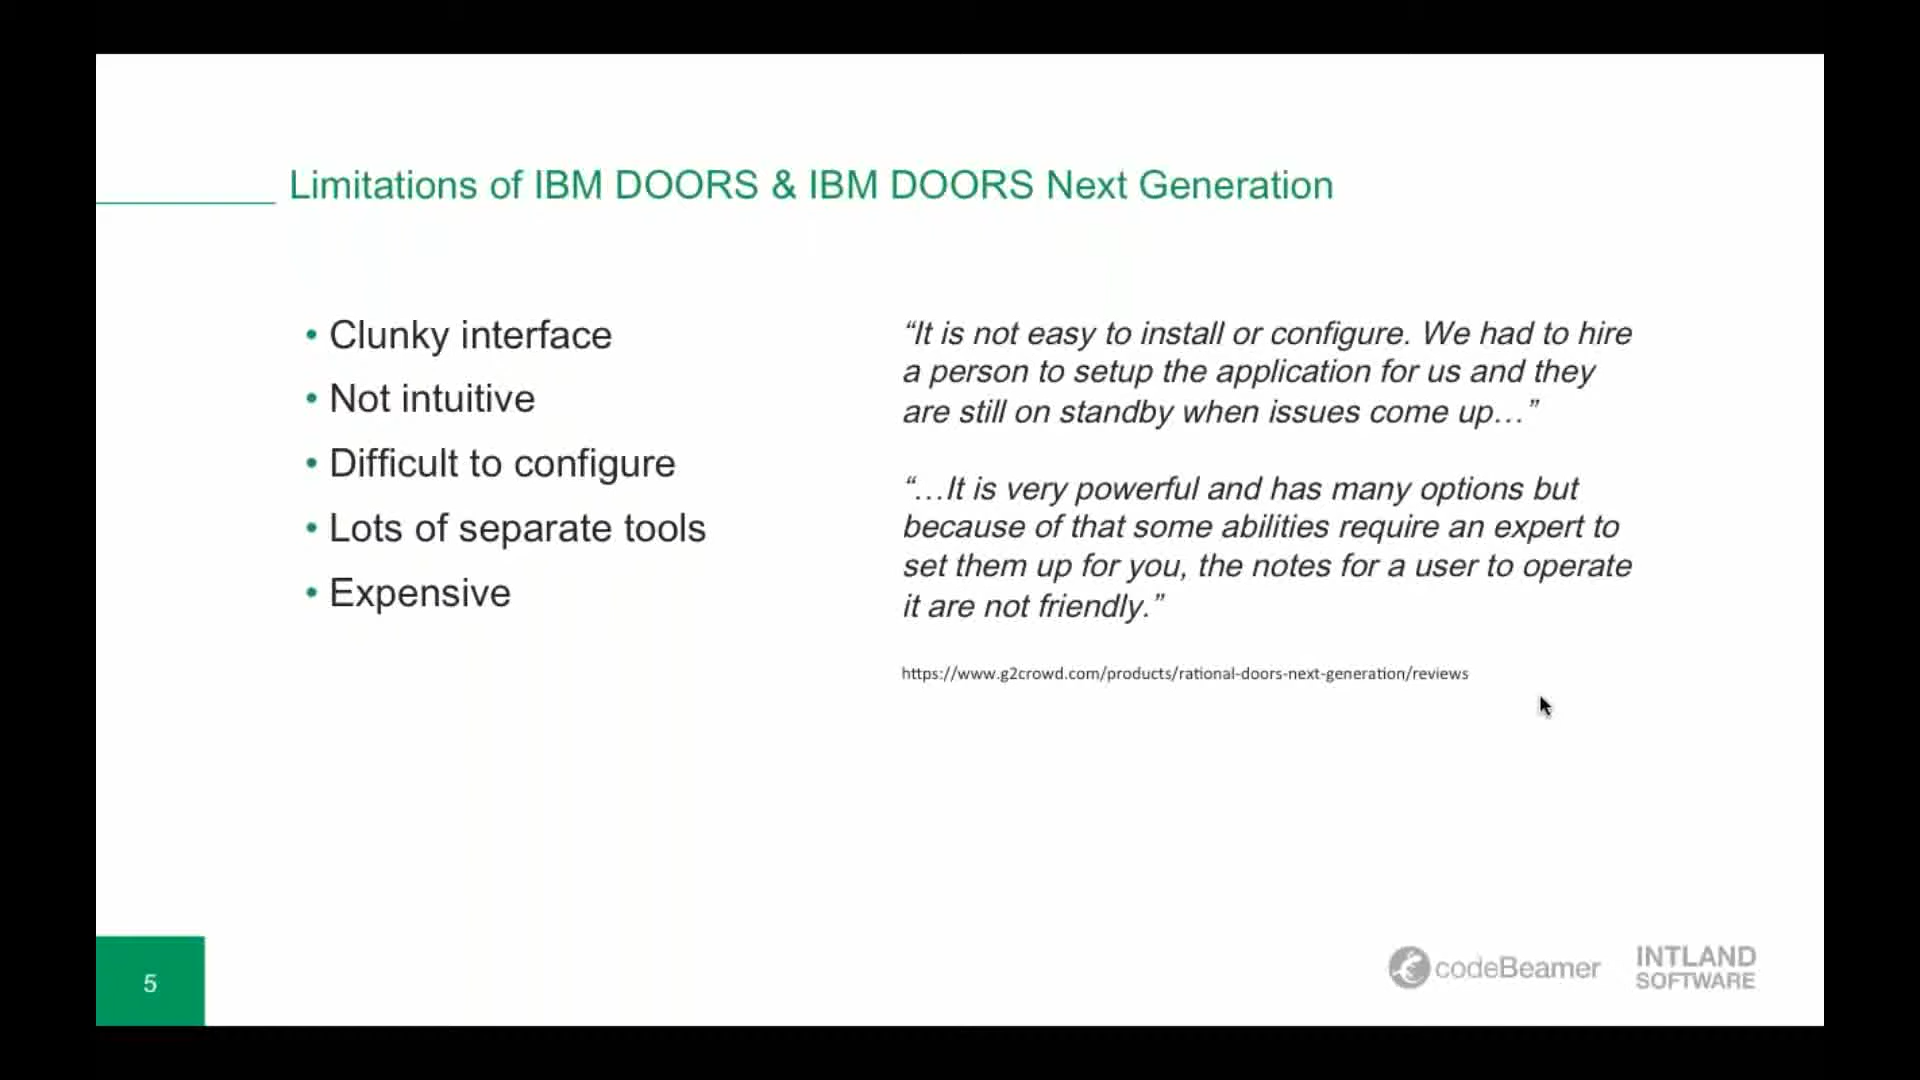 Limitations of IBM DOORS & IBM DOORS Next Generation
• Clunky interface
• Not intuitive
• Difficult to configure
• Lots of separate tools
• Expensive
“It is not easy to install or configure. We had to hire
a person to setup the application for us and they
are still on standby when issues come up…”
“…It is very powerful and has many options but
because of that some abilities require an expert to
set them up for you, the notes for a user to operate
it are not friendly.”
https://www.g2crowd.com/products/rational-doors-next-generation/reviews
5
codeBeamer
INTLAND
SOFTWARE